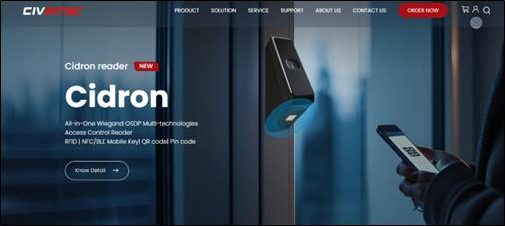 CIVINTEC
PRODUCT SOLUTION SERVICE SUPPORT ABOUT US CONTACT US ORDER NOW
Cidron reader NEW
Cidron
All-in-One Wiegand OSDP Multi-technologies
Access Control Reader
RFID | NFC/BLE Mobile Key| QR code| Pin code
Know Detail →